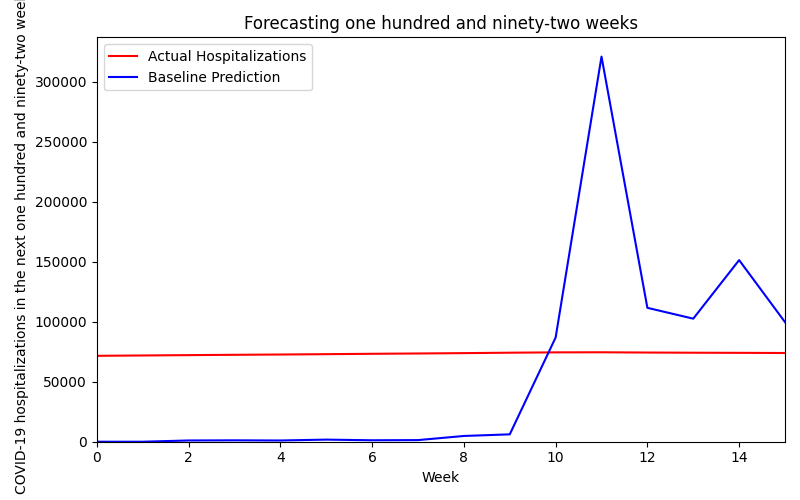 Forecasting one hundred and ninety-two weeks
Actual Hospitalizations
Baseline Prediction
COVID-19 hospitalizations in the next one hundred and ninety-two
300000
250000
200000
150000
100000
50000
0
0 2 4 6 8 10 12 14
Week